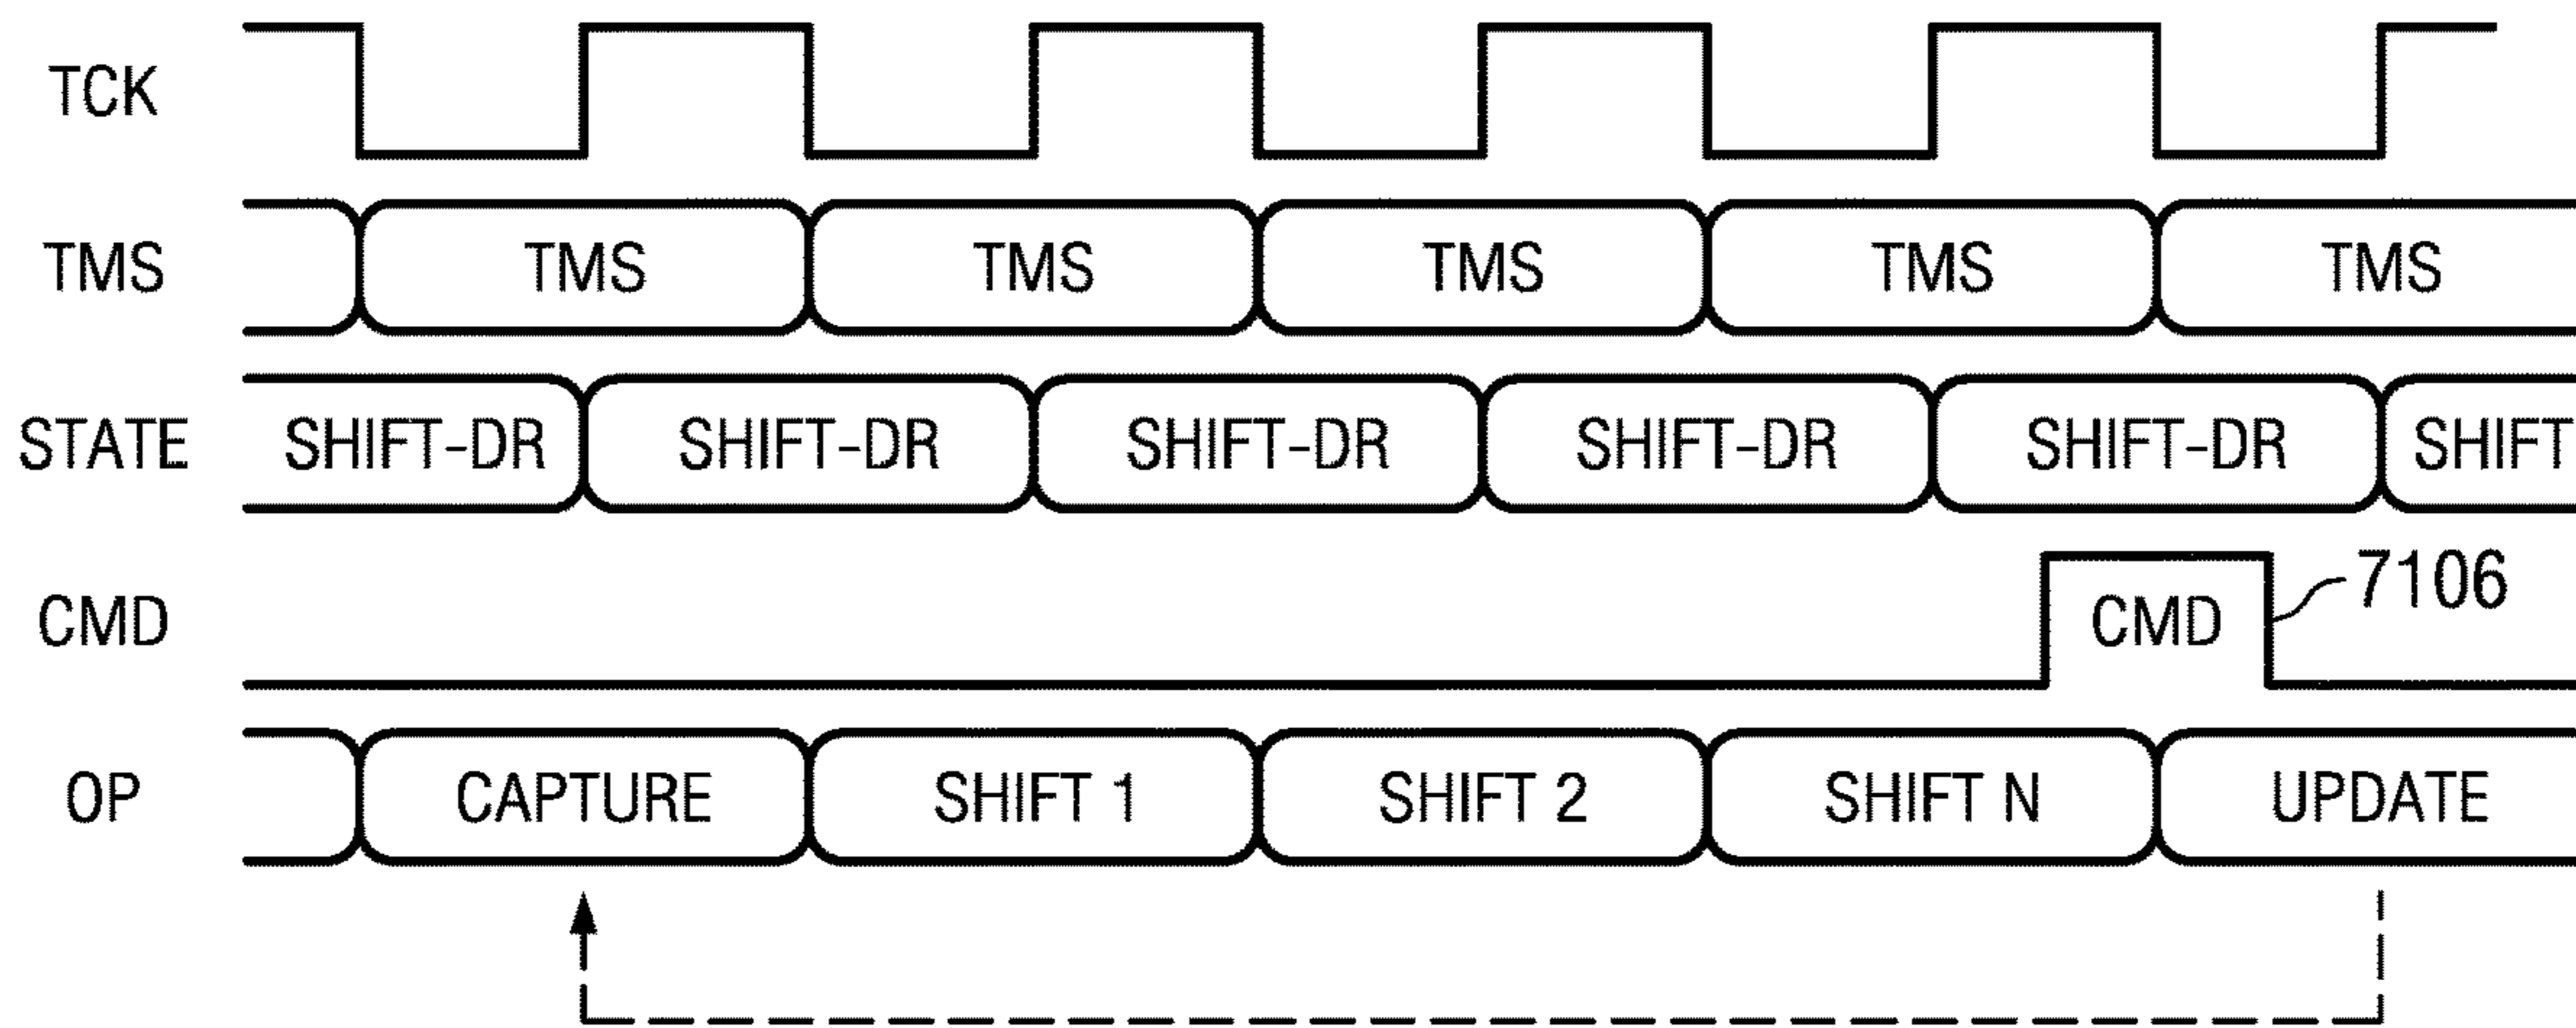 TCK
TMS TMS TMS TMS TMS TMS
STATE SHIFT-DR SHIFT-DR SHIFT-DR SHIFT-DR SHIFT-DR SHIFT
CMD CMD 7106
OP CAPTURE SHIFT 1 SHIFT 2 SHIFT N UPDATE